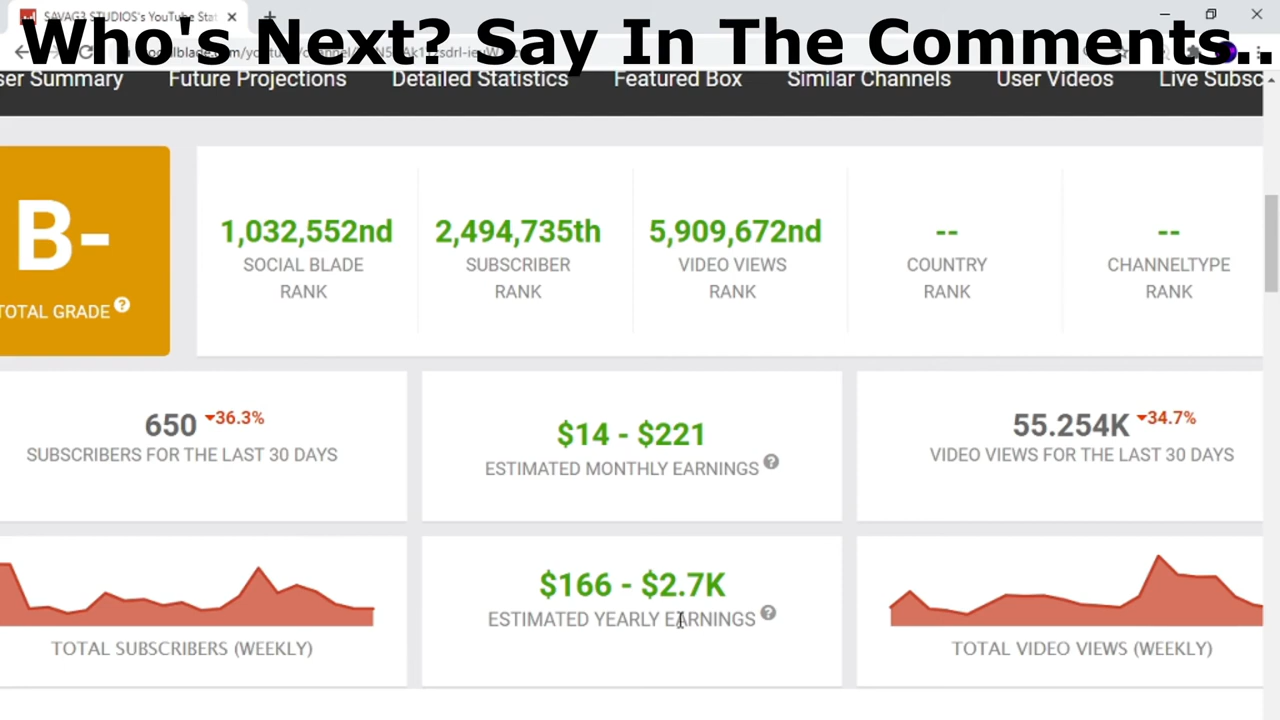 SAVAG3 STUDIOS's YouTube Stat
Who's Next? Say In The Comments..
ser Summary Future Projections Detailed Statistics Featured Box Similar Channels User Videos Live Subsc
B-
TOTAL GRADE ?
1,032,552nd
SOCIAL BLADE
RANK
2,494,735th
SUBSCRIBER
RANK
5,909,672nd
VIDEO VIEWS
RANK
--
COUNTRY
RANK
--
CHANNELTYPE
RANK
650 36.3%
SUBSCRIBERS FOR THE LAST 30 DAYS
$14 - $221
ESTIMATED MONTHLY EARNINGS ?
55.254K 34.7%
VIDEO VIEWS FOR THE LAST 30 DAYS
TOTAL SUBSCRIBERS (WEEKLY)
$166 - $2.7K
ESTIMATED YEARLY EARNINGS ?
TOTAL VIDEO VIEWS (WEEKLY)